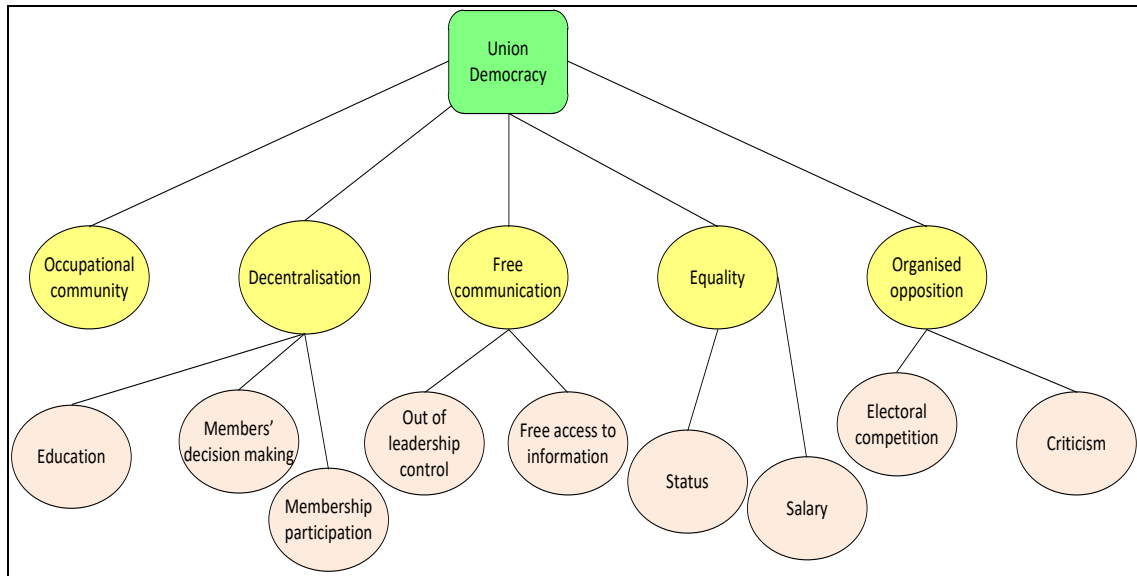 Union
Democracy
Occupational
community
Decentralisation
Free
communication
Equality
Organised
opposition
Education
Members’
decision making
Membership
participation
Out of
leadership
control
Free access to
information
Status
Salary
Electoral
competition
Criticism